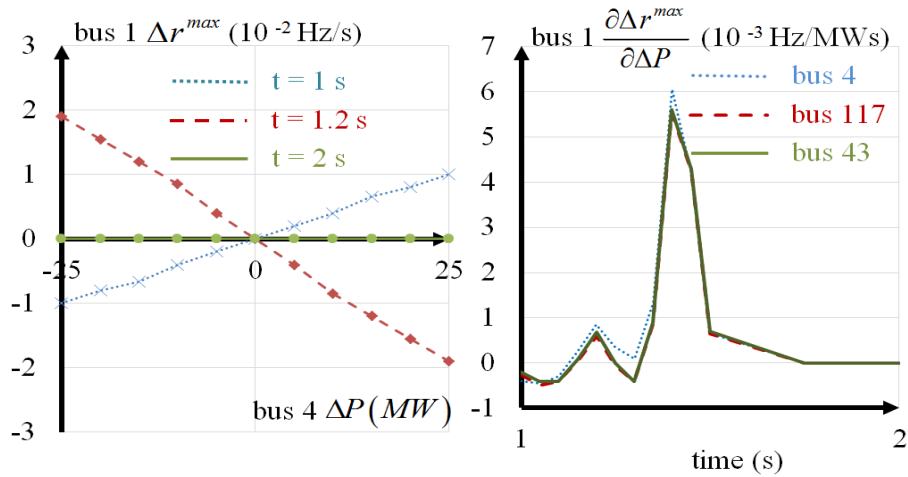 bus 1 Δr^max (10 -2 Hz/s)
3
2
1
0
-1
-2
-3
-25
0
25
t = 1 s
t = 1.2 s
t = 2 s
bus 4 ΔP(MW)
bus 1 ∂Δr^max / ∂ΔP (10 -3 Hz/MWs)
7
6
5
4
3
2
1
0
-1
bus 4
bus 117
bus 43
1
2
time (s)